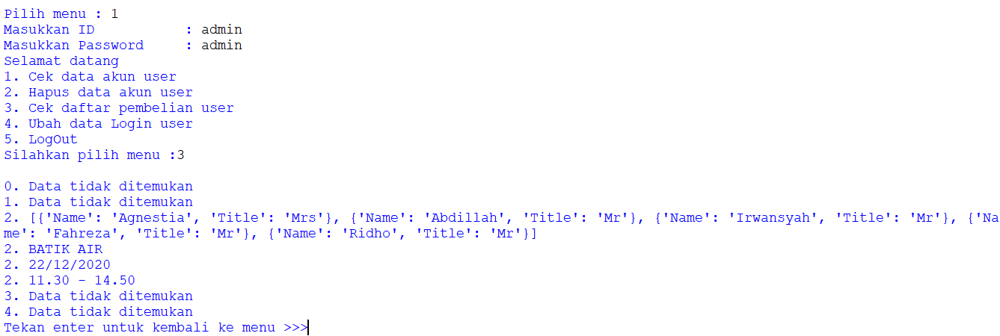 Pilih menu : 1
Masukkan ID           : admin
Masukkan Password     : admin
Selamat datang
1. Cek data akun user
2. Hapus data akun user
3. Cek daftar pembelian user
4. Ubah data Login user
5. LogOut
Silahkan pilih menu :3

0. Data tidak ditemukan
1. Data tidak ditemukan
2. [{'Name': 'Agnestia', 'Title': 'Mrs'}, {'Name': 'Abdillah', 'Title': 'Mr'}, {'Name': 'Irwansyah', 'Title': 'Mr'}, {'Na
me': 'Fahreza', 'Title': 'Mr'}, {'Name': 'Ridho', 'Title': 'Mr'}]
2. BATIK AIR
2. 22/12/2020
2. 11.30 - 14.50
3. Data tidak ditemukan
4. Data tidak ditemukan
Tekan enter untuk kembali ke menu >>>